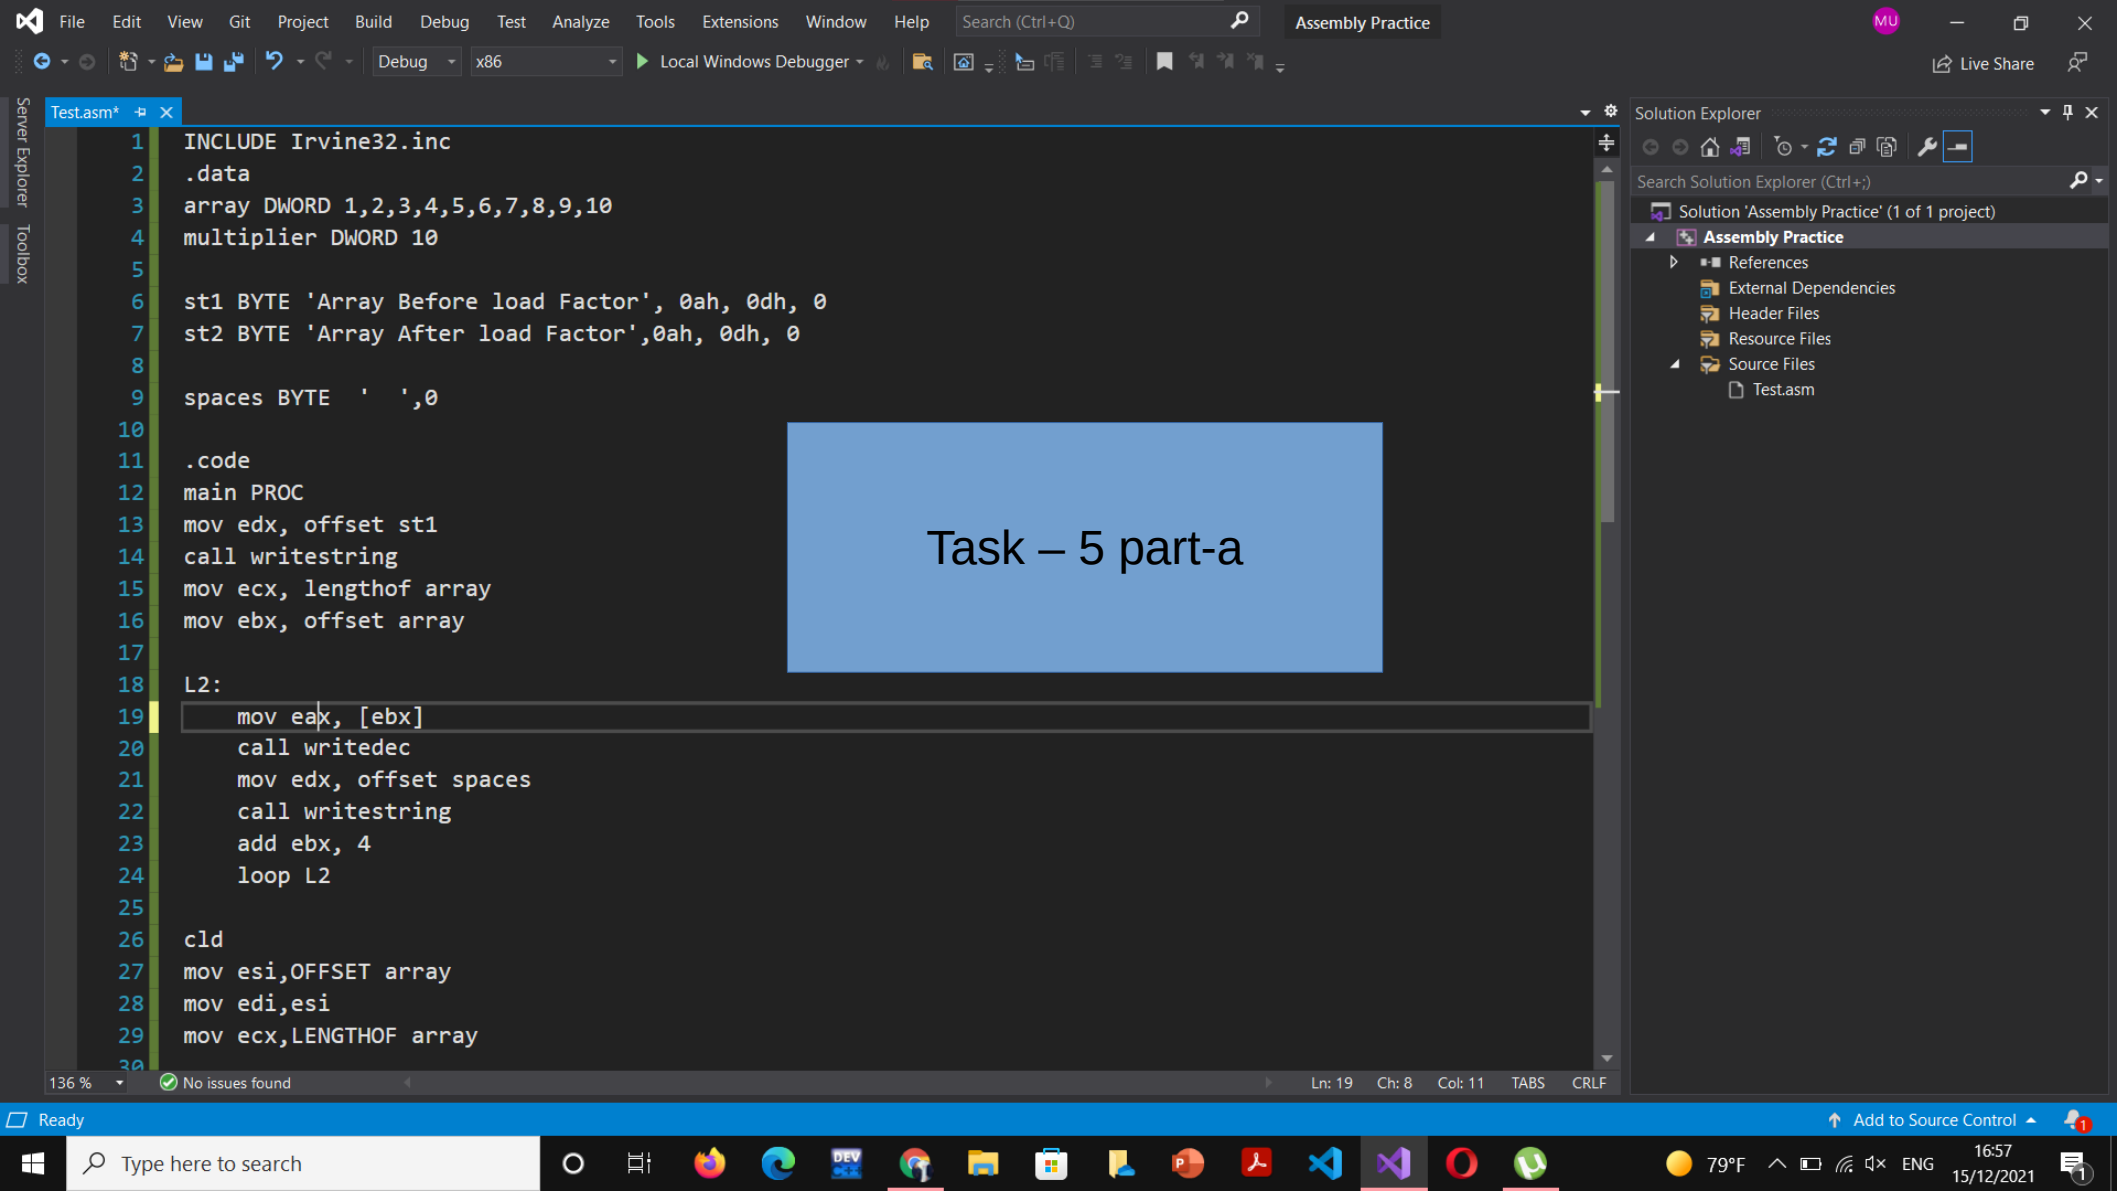 File Edit View Git Project Build Debug Test Analyze Tools Extensions Window Help Search (Ctrl+Q) Assembly Practice MU
Debug x86 Local Windows Debugger Live Share
Server Explorer
Toolbox
Test.asm*
1 INCLUDE Irvine32.inc
2 .data
3 array DWORD 1,2,3,4,5,6,7,8,9,10
4 multiplier DWORD 10
5
6 st1 BYTE 'Array Before load Factor', 0ah, 0dh, 0
7 st2 BYTE 'Array After load Factor',0ah, 0dh, 0
8
9 spaces BYTE '  ',0
10
11 .code
12 main PROC
13 mov edx, offset st1
14 call writestring
15 mov ecx, lengthof array
16 mov ebx, offset array
17
18 L2:
19 mov eax, [ebx]
20 call writedec
21 mov edx, offset spaces
22 call writestring
23 add ebx, 4
24 loop L2
25
26 cld
27 mov esi,OFFSET array
28 mov edi,esi
29 mov ecx,LENGTHOF array
30
Task – 5 part-a
Solution Explorer
Search Solution Explorer (Ctrl+;)
Solution 'Assembly Practice' (1 of 1 project)
Assembly Practice
References
External Dependencies
Header Files
Resource Files
Source Files
Test.asm
136 % No issues found Ln: 19 Ch: 8 Col: 11 TABS CRLF
Ready Add to Source Control 1
Type here to search DEV 79°F ENG 16:57
15/12/2021 1